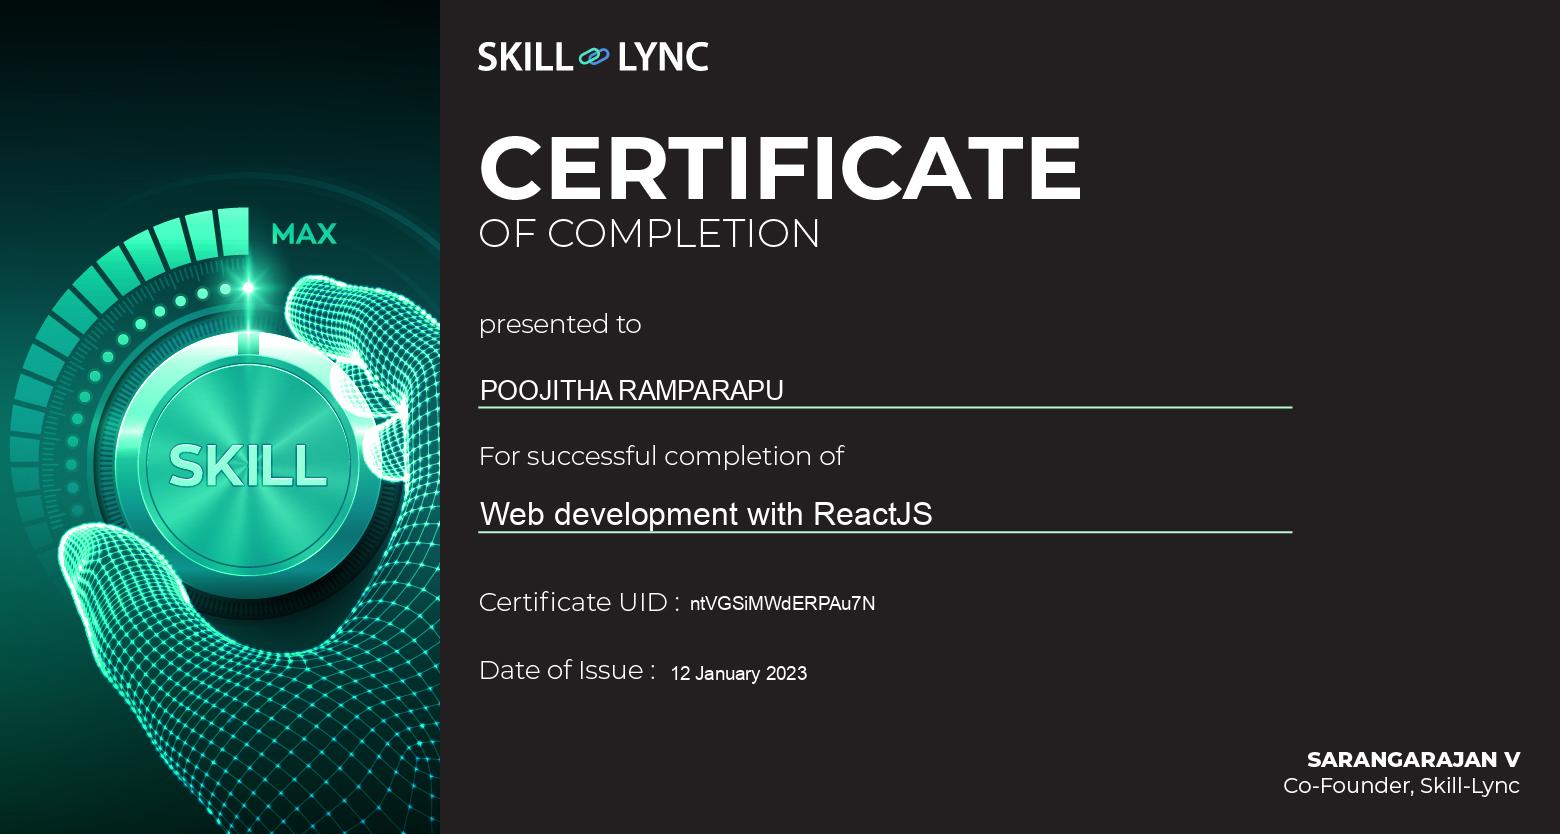 SKILL LYNC
CERTIFICATE
OF COMPLETION
MAX
presented to
POOJITHA RAMPARAPU
For successful completion of
SKILL
Web development with ReactJS
Certificate UID : ntVGSiMWdERPAu7N
Date of Issue : 12 January 2023
SARANGARAJAN V
Co-Founder, Skill-Lync